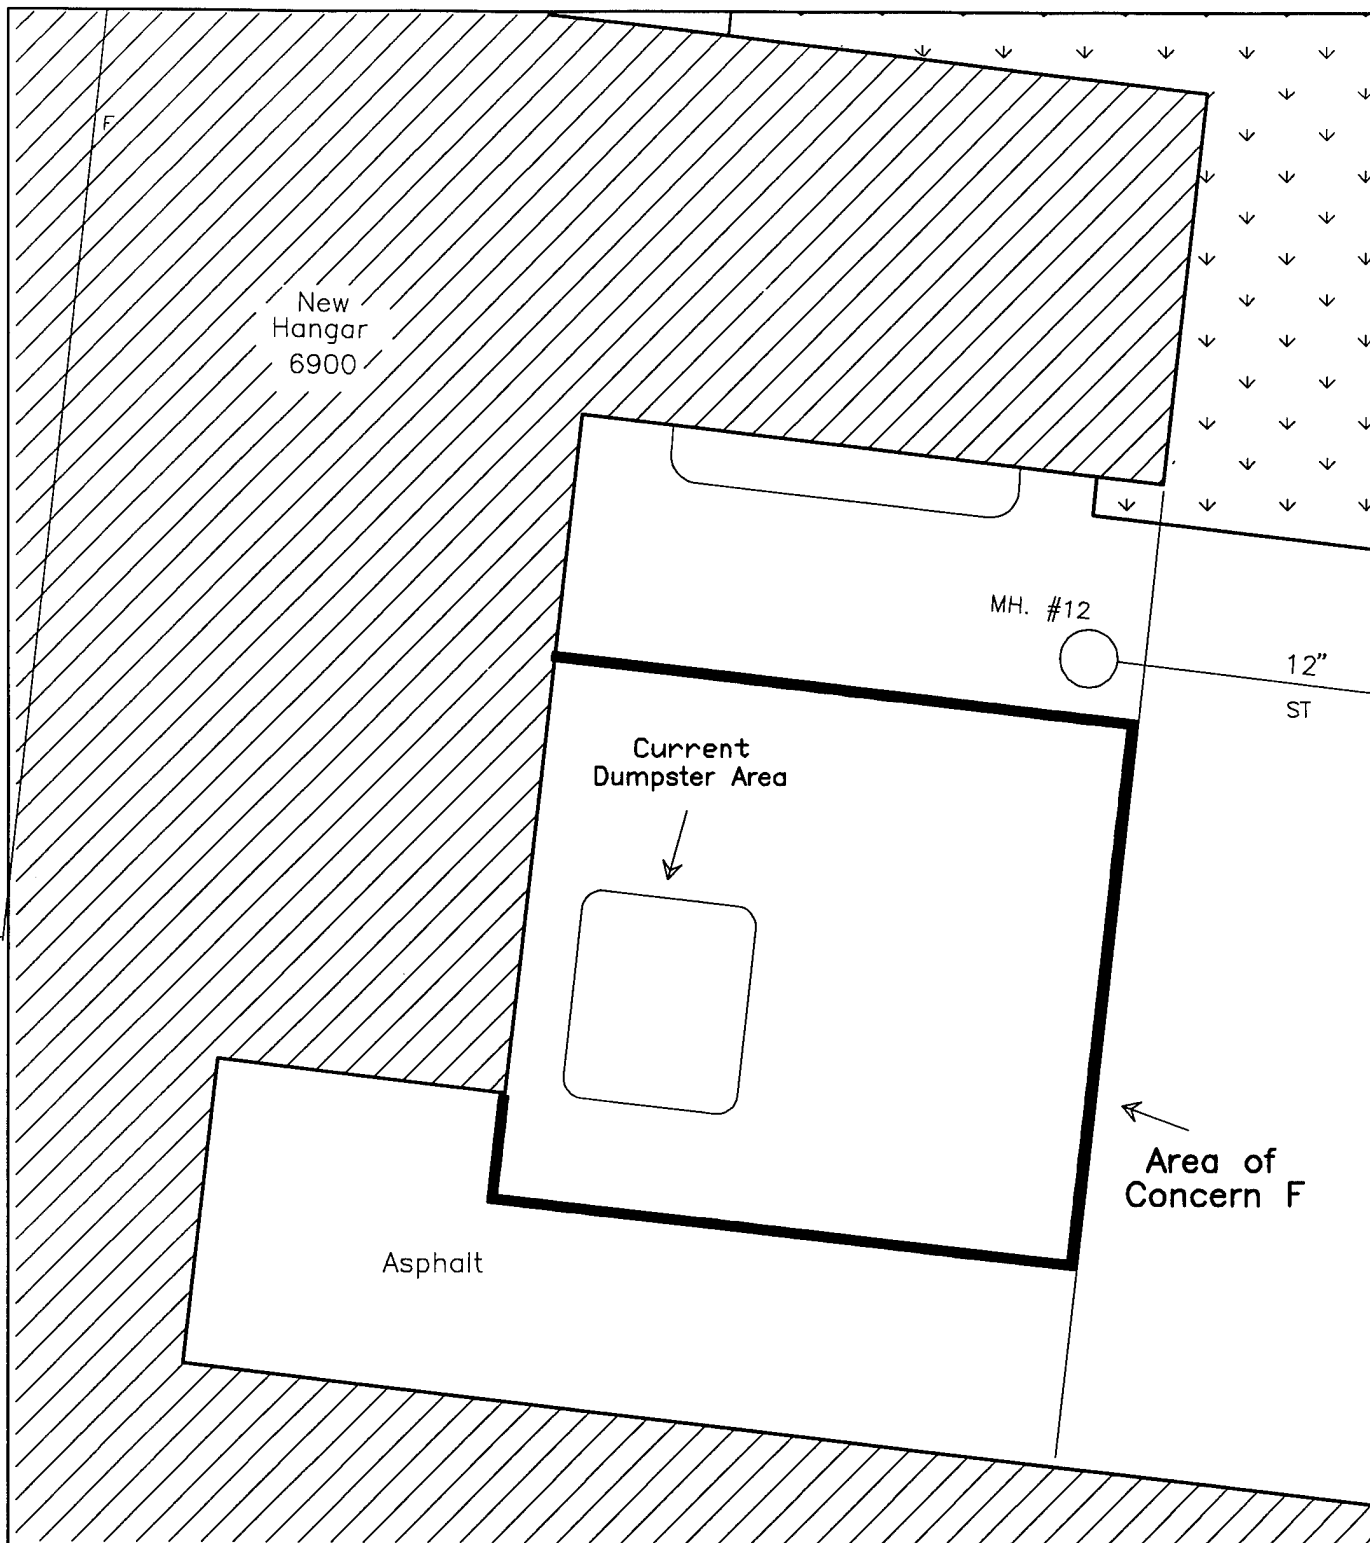 F
New
Hangar
6900
MH. #12
12"
ST
Current
Dumpster Area
Area of
Concern F
Asphalt